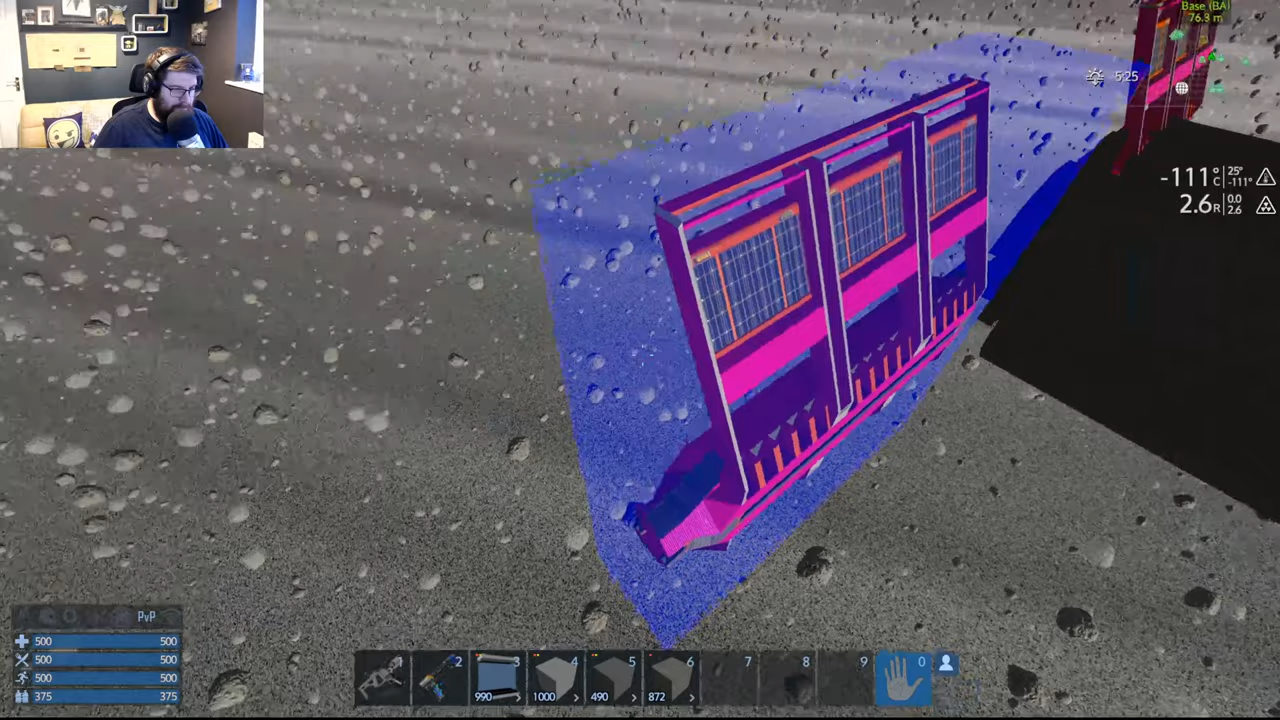 Base (BA)
76.3 m
5:25
-111°C 25° -111°
2.6R 0.0 2.6
PvP
500 500
500 500
500 500
375 375
1 2 3 4 5 6 7 8 9 0
990 1000 490 872